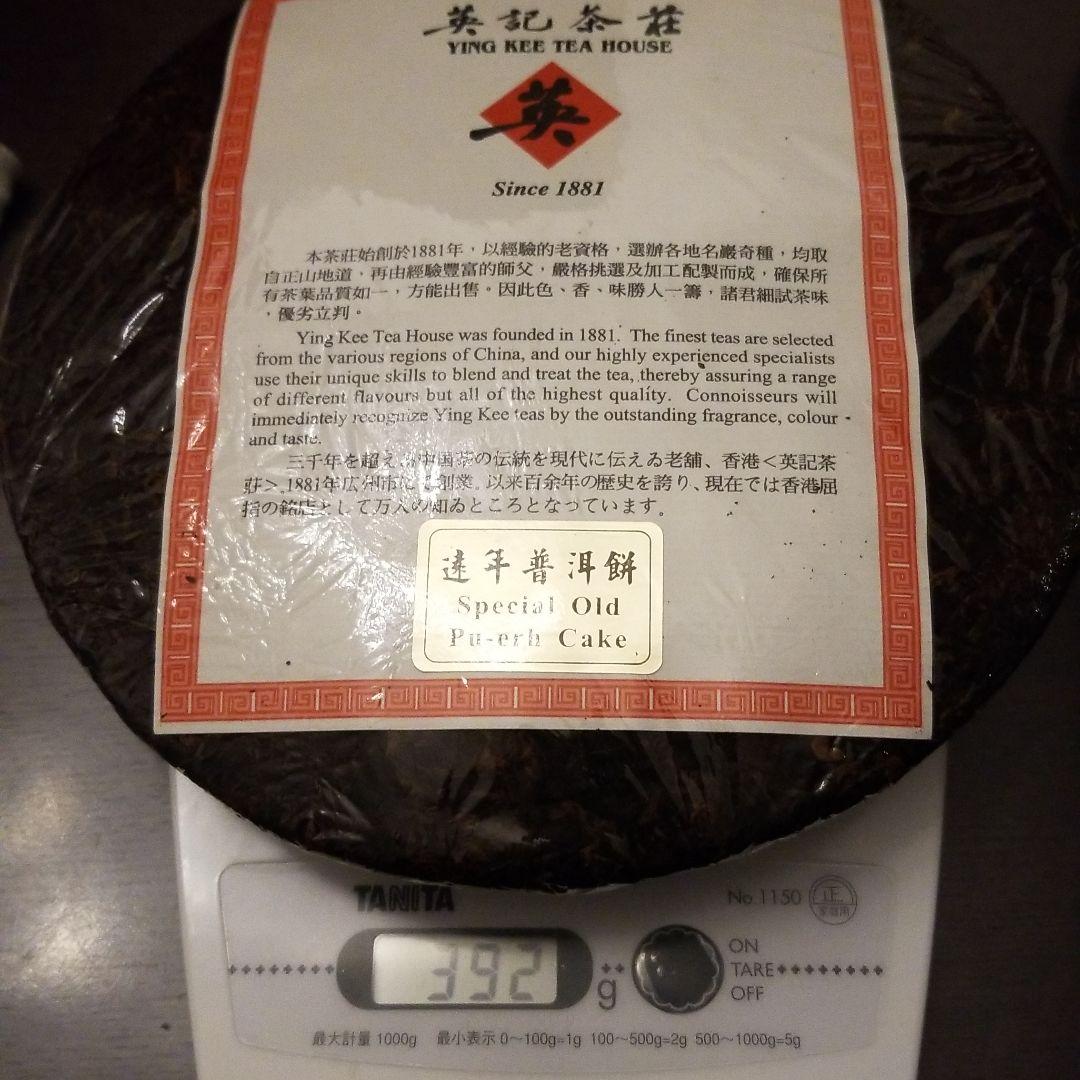 英記茶莊
YING KEE TEA HOUSE
英
Since 1881
本茶莊始創於1881年，以經驗的老資格，選辦各地名巖奇種，均取
自正山地道，再由經驗豐富的師父，嚴格挑選及加工配製而成，確保所
有茶葉品質如一，方能出售。因此色、香、味勝人一籌，諸君細試茶味
，優劣立判。
Ying Kee Tea House was founded in 1881. The finest teas are selected
from the various regions of China, and our highly experienced specialists
use their unique skills to blend and treat the tea, thereby assuring a range
of different flavours but all of the highest quality. Connoisseurs will
immediately recognize Ying Kee teas by the outstanding fragrance, colour
and taste.
三千年を超える中国茶の伝統を現代に伝える老舗、香港＜英記茶
莊＞。1881年広州市にて創業。以来百余年の歴史を誇り、現在では香港屈
指の銘店として万人の知ゐところとなつています。
遠年普洱餅
Special Old
Pu-erh Cake
TANITA
No.1150
正
家庭用
392
g
ON
TARE
OFF
最大計量 1000g 最小表示 0〜100g=1g 100〜500g=2g 500〜1000g=5g